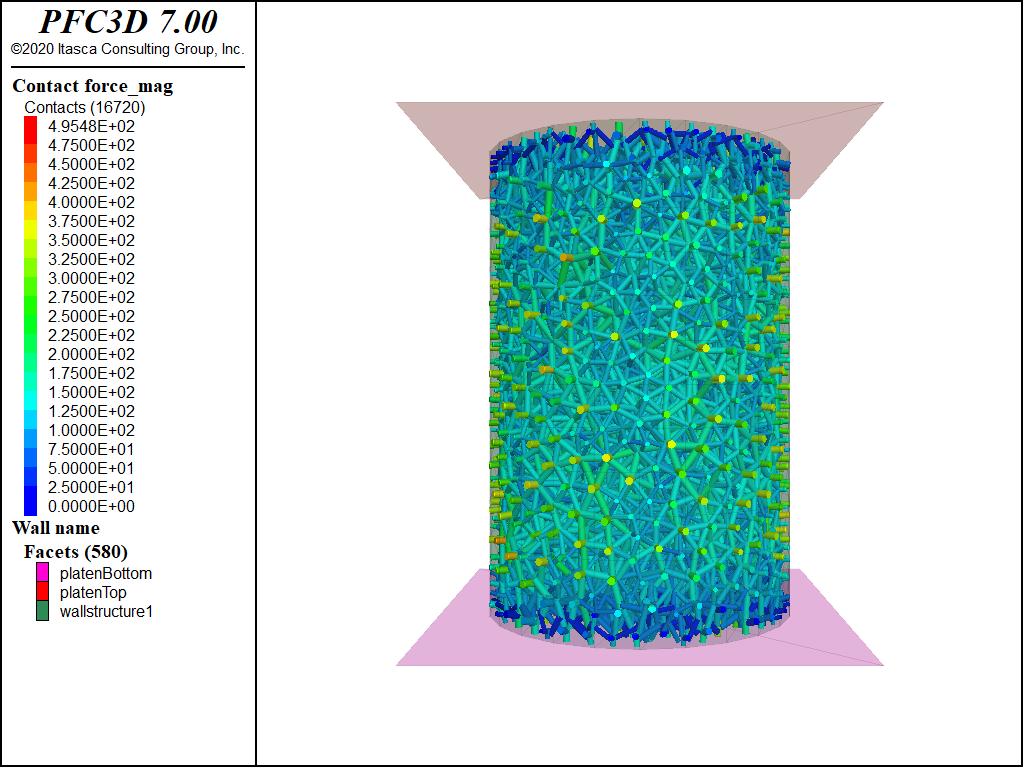 PFC3D 7.00
©2020 Itasca Consulting Group, Inc.
Contact force_mag
Contacts (16720)
4.9548E+02
4.7500E+02
4.5000E+02
4.2500E+02
4.0000E+02
3.7500E+02
3.5000E+02
3.2500E+02
3.0000E+02
2.7500E+02
2.5000E+02
2.2500E+02
2.0000E+02
1.7500E+02
1.5000E+02
1.2500E+02
1.0000E+02
7.5000E+01
5.0000E+01
2.5000E+01
0.0000E+00
Wall name
Facets (580)
platenBottom
platenTop
wallstructure1